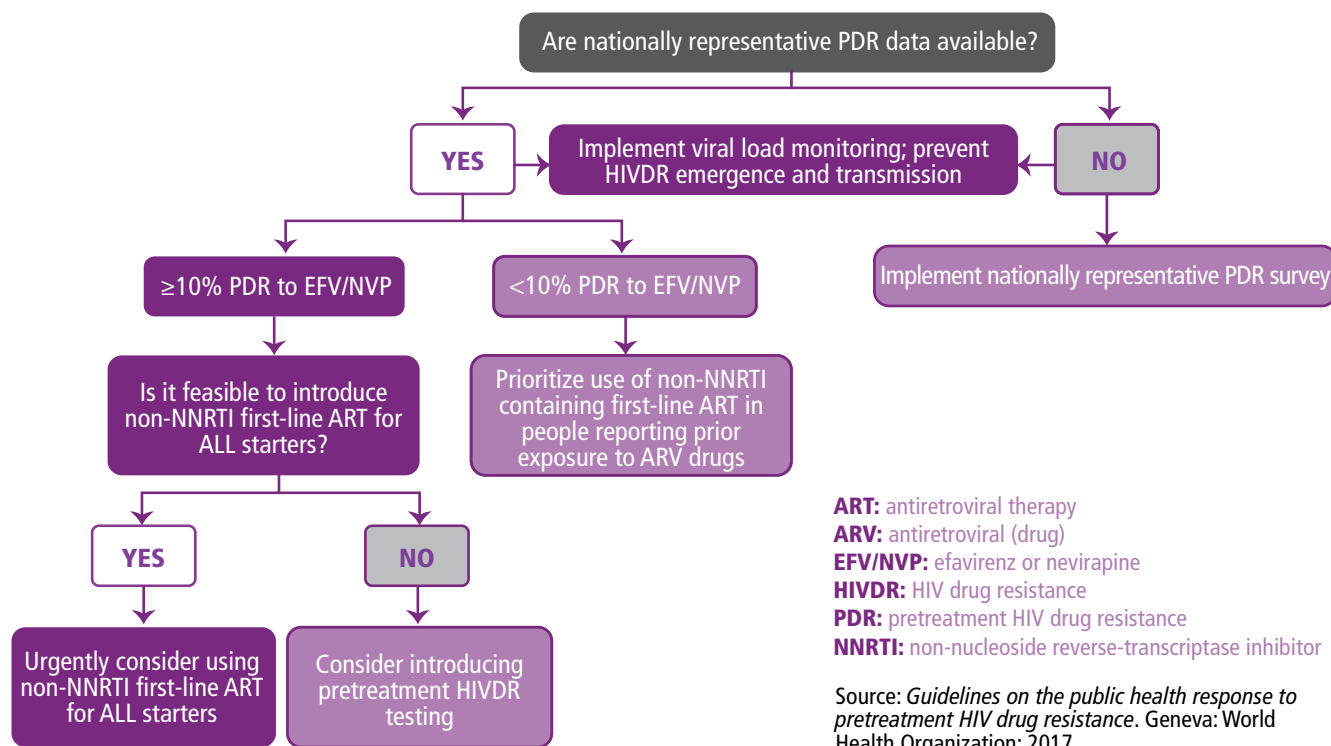 Are nationally representative PDR data available?
YES
Implement viral load monitoring; prevent
HIVDR emergence and transmission
NO
≥10% PDR to EFV/NVP
<10% PDR to EFV/NVP
Implement nationally representative PDR survey
Is it feasible to introduce
non-NNRTI first-line ART for
ALL starters?
Prioritize use of non-NNRTI
containing first-line ART in
people reporting prior
exposure to ARV drugs
YES
NO
Urgently consider using
non-NNRTI first-line ART
for ALL starters
Consider introducing
pretreatment HIVDR
testing
ART: antiretroviral therapy
ARV: antiretroviral (drug)
EFV/NVP: efavirenz or nevirapine
HIVDR: HIV drug resistance
PDR: pretreatment HIV drug resistance
NNRTI: non-nucleoside reverse-transcriptase inhibitor
Source: Guidelines on the public health response to
pretreatment HIV drug resistance. Geneva: World
Health Organization; 2017